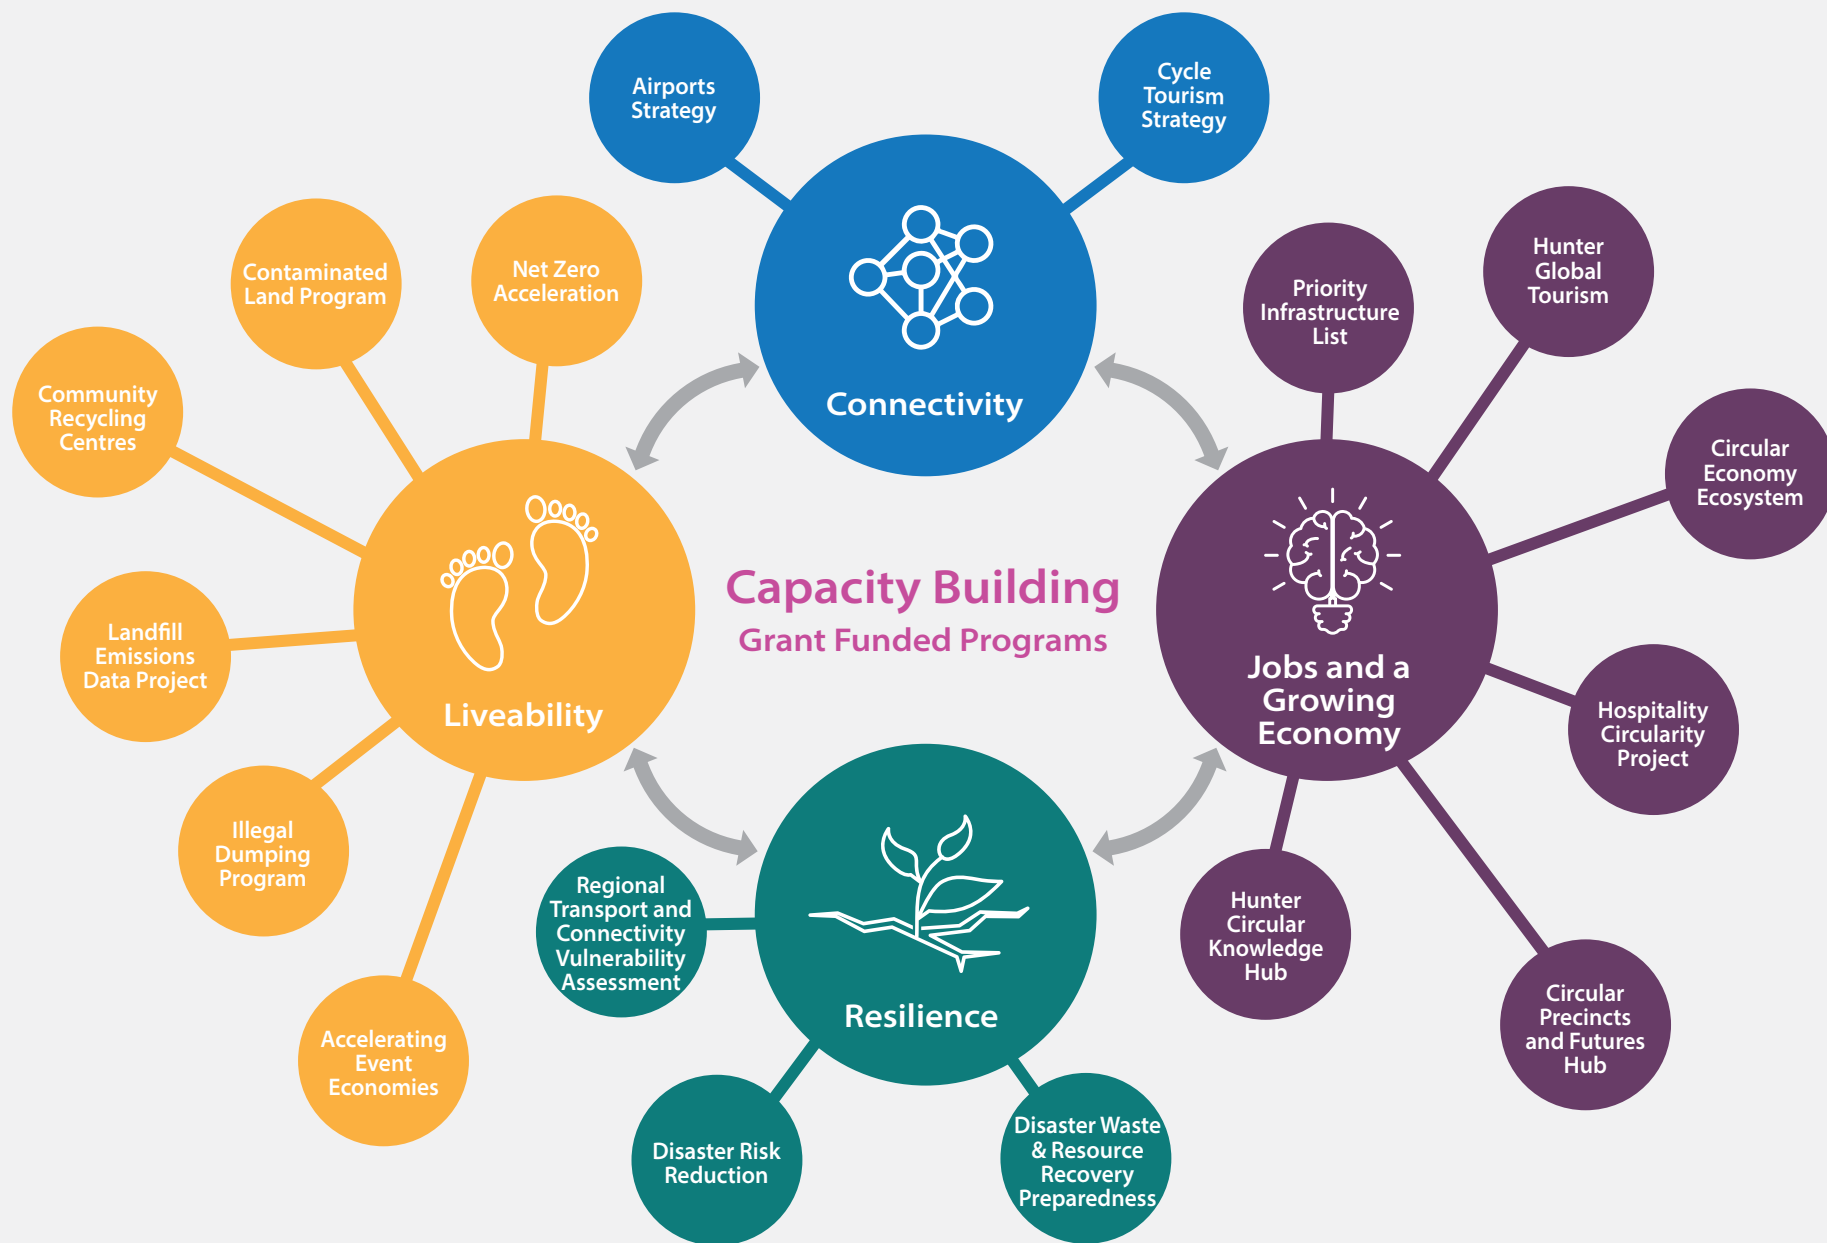 Airports
Strategy
Cycle
Tourism
Strategy
Connectivity
Net Zero
Acceleration
Contaminated
Land Program
Community
Recycling
Centres
Landfill
Emissions
Data Project
Illegal
Dumping
Program
Accelerating
Event
Economies
Liveability
Capacity Building
Grant Funded Programs
Priority
Infrastructure
List
Hunter
Global
Tourism
Circular
Economy
Ecosystem
Hospitality
Circularity
Project
Circular
Precincts
and Futures
Hub
Hunter
Circular
Knowledge
Hub
Jobs and a
Growing
Economy
Resilience
Regional
Transport and
Connectivity
Vulnerability
Assessment
Disaster Risk
Reduction
Disaster Waste
& Resource
Recovery
Preparedness